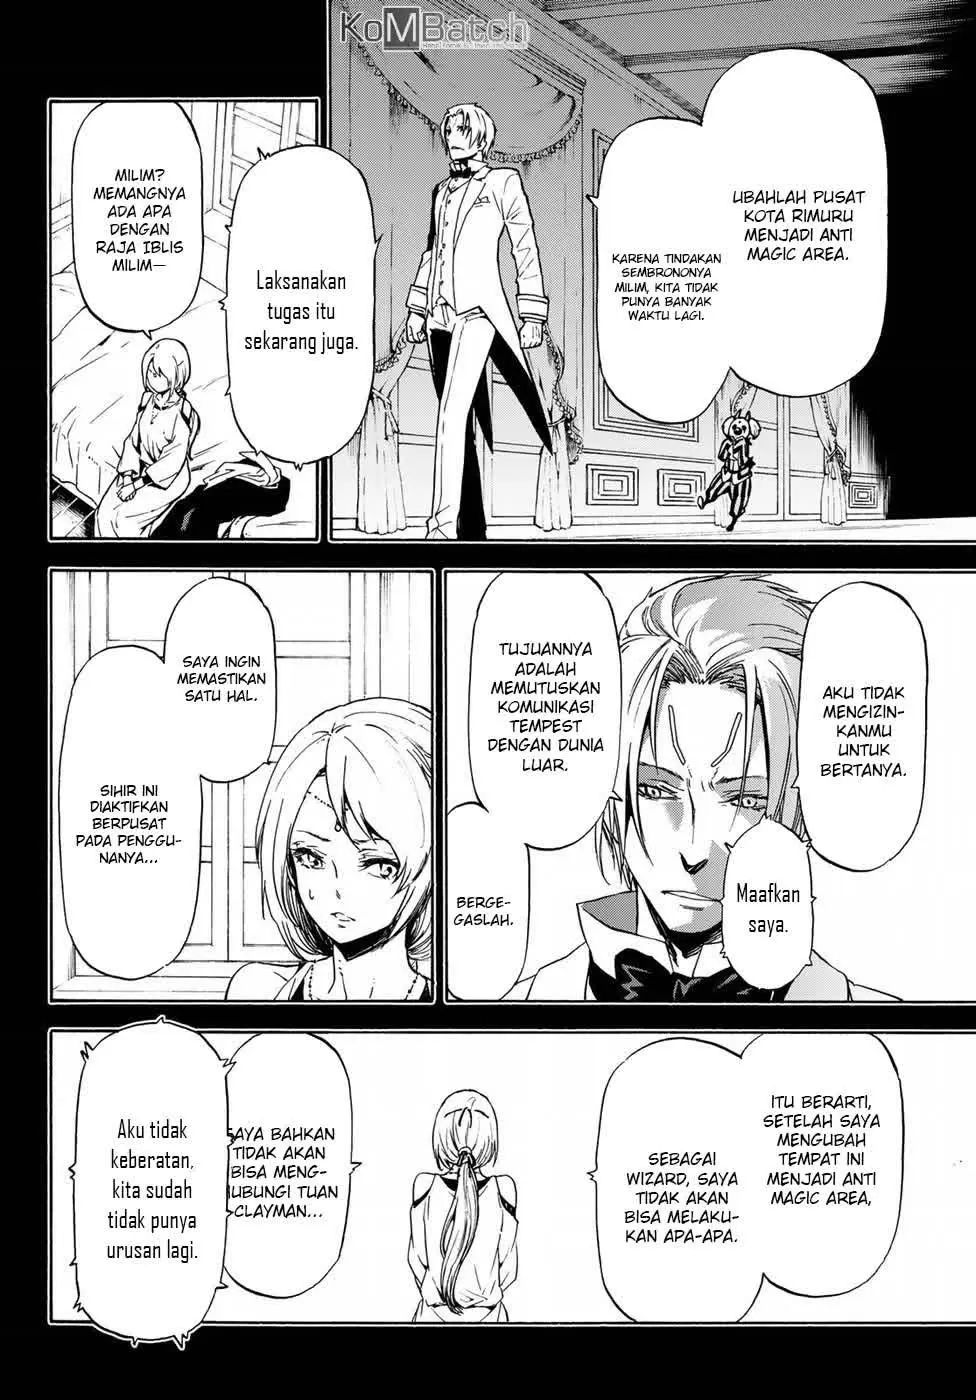 KoMBatch
UBAHLAH PUSAT
KOTA RIMURU
MENJADI ANTI
MAGIC AREA.
KARENA TINDAKAN
SEMBRONONYA
MILIM, KITA TIDAK
PUNYA BANYAK
WAKTU LAGI.
Laksanakan
tugas itu
sekarang juga.
MILIM?
MEMANGNYA
ADA APA
DENGAN
RAJA IBLIS
MILIM—
AKU TIDAK
MENGIZIN-
KANMU
UNTUK
BERTANYA.
Maafkan
saya.
TUJUANNYA
ADALAH
MEMUTUSKAN
KOMUNIKASI
TEMPEST
DENGAN DUNIA
LUAR.
BERGE-
GASLAH.
SAYA INGIN
MEMASTIKAN
SATU HAL.
SIHIR INI
DIAKTIFKAN
BERPUSAT
PADA PENGGU-
NANYA...
ITU BERARTI,
SETELAH SAYA
MENGUBAH
TEMPAT INI
MENJADI ANTI
MAGIC AREA,
SEBAGAI
WIZARD, SAYA
TIDAK AKAN
BISA MELAKU-
KAN APA-APA.
SAYA BAHKAN
TIDAK AKAN
BISA MENG-
HUBUNGI TUAN
CLAYMAN...
Aku tidak
keberatan,
kita sudah
tidak punya
urusan lagi.